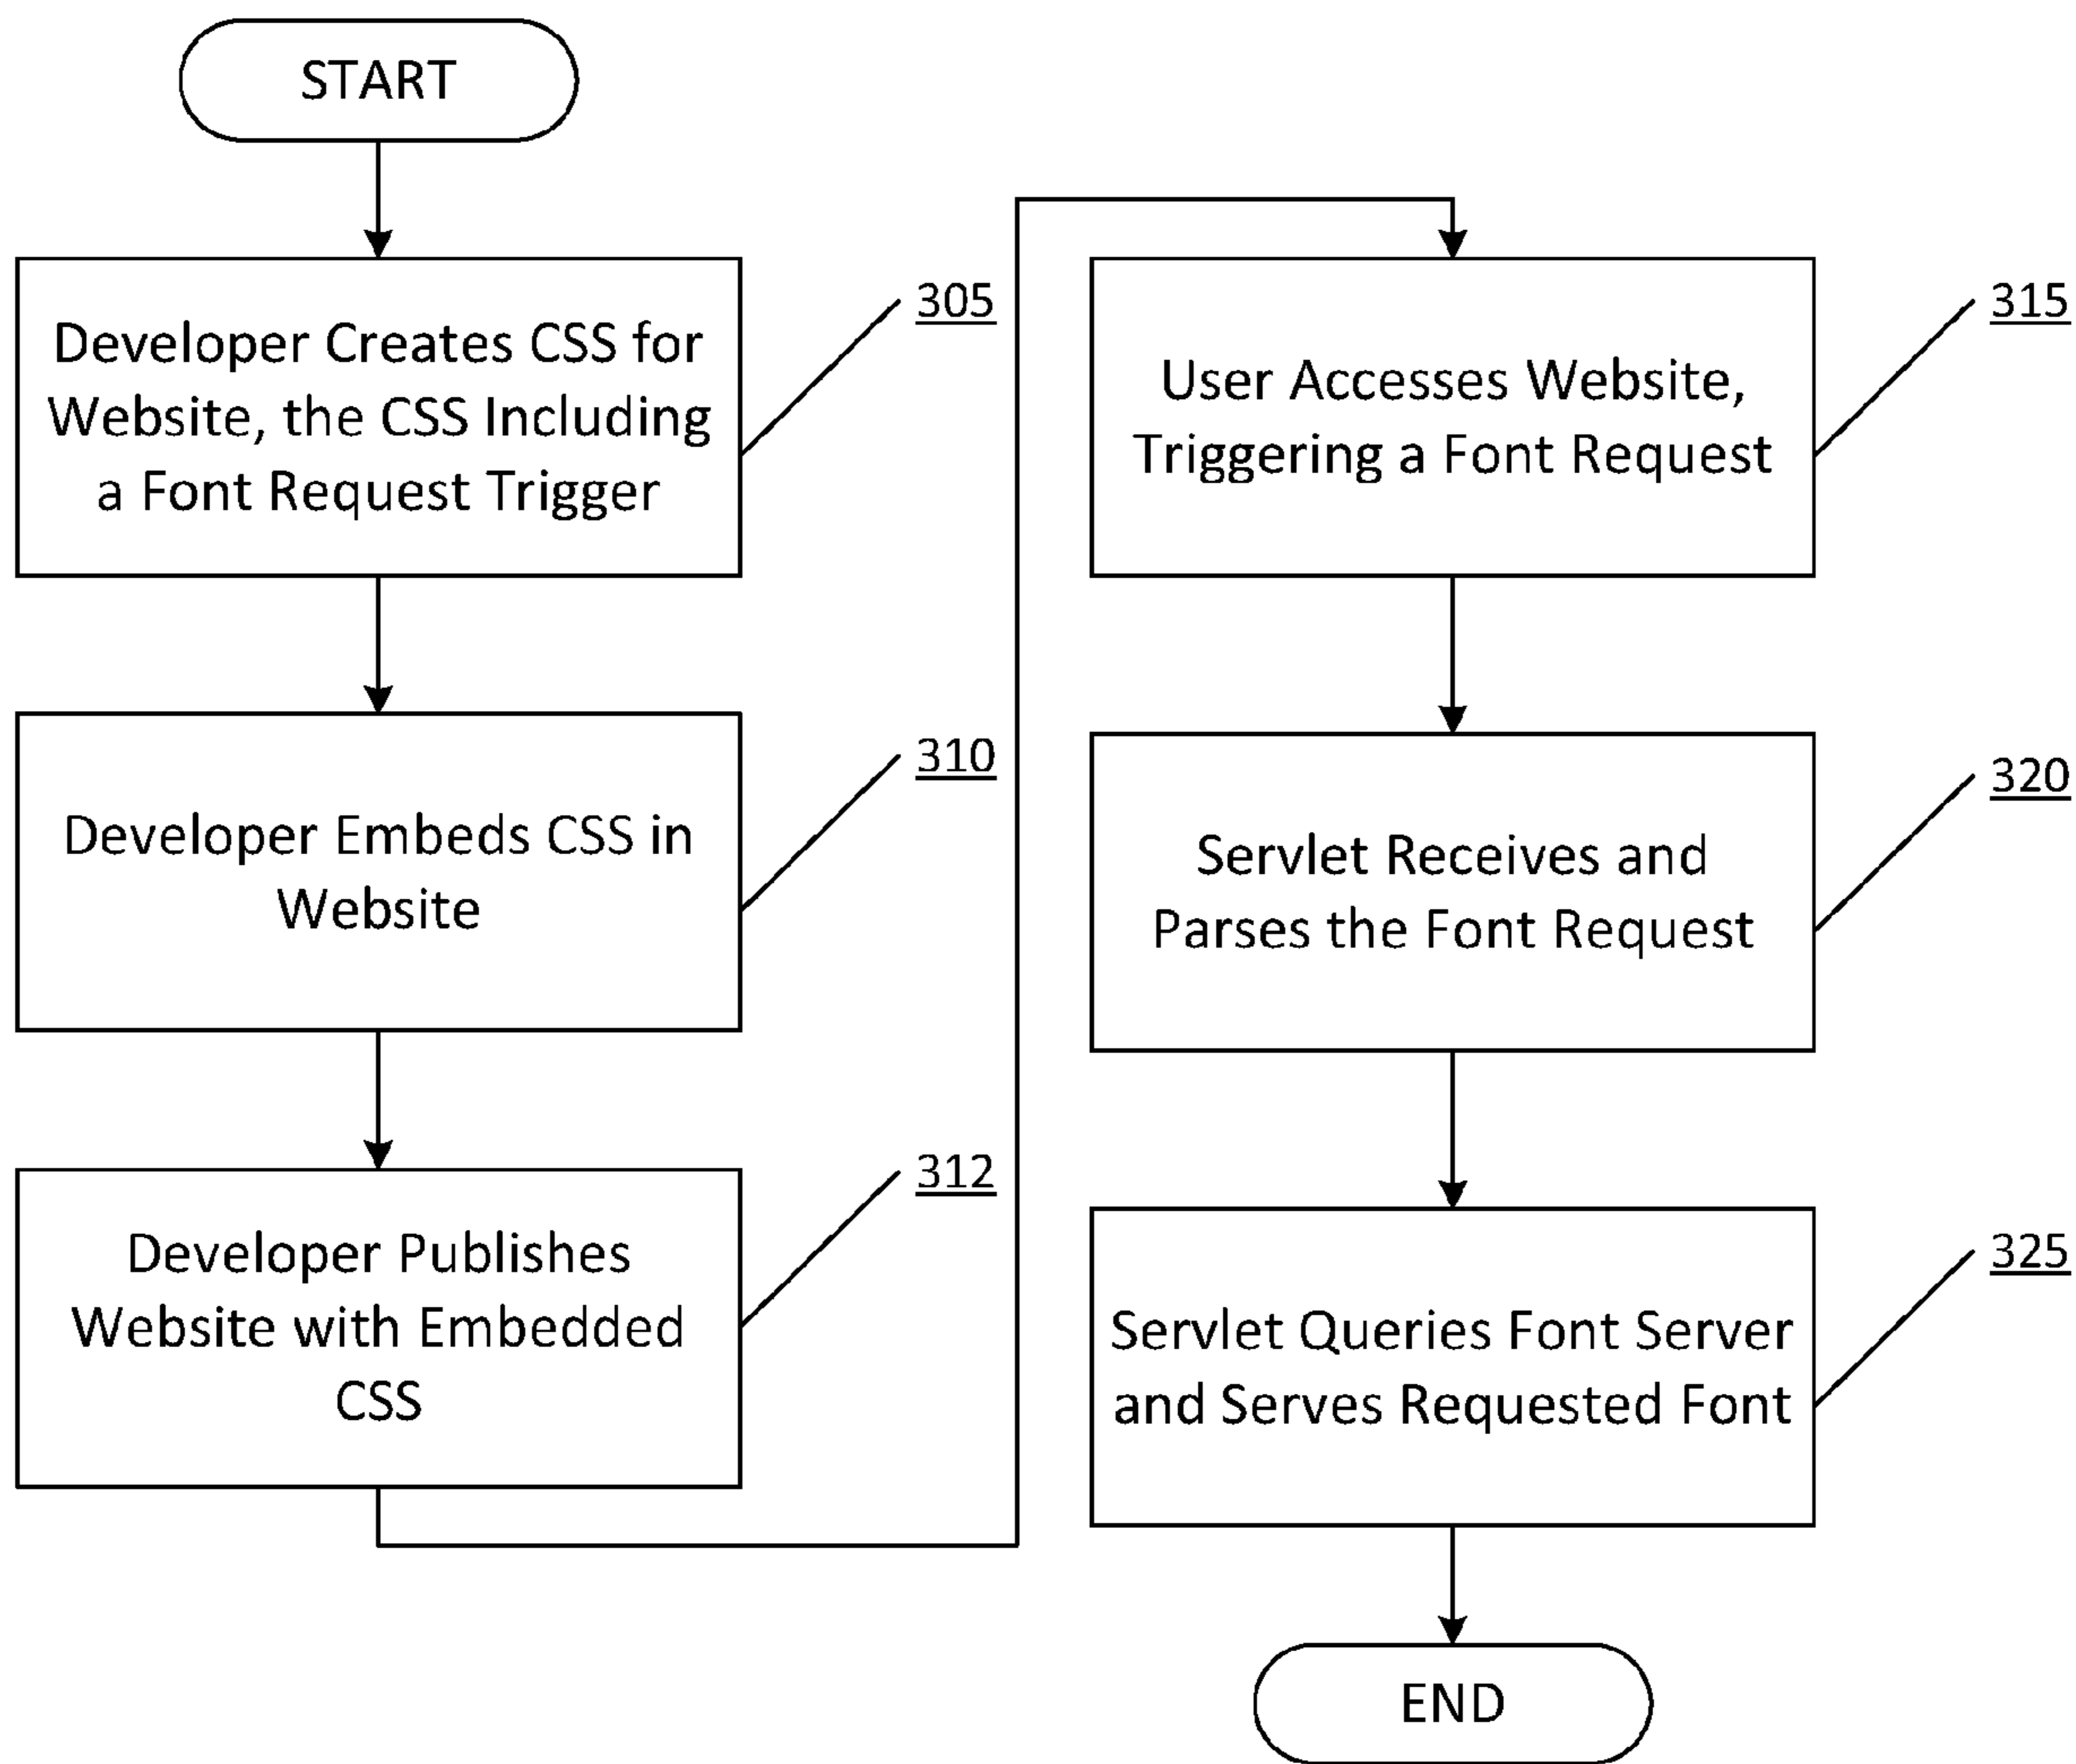 START
Developer Creates CSS for
Website, the CSS Including
a Font Request Trigger
305
Developer Embeds CSS in
Website
310
Developer Publishes
Website with Embedded
CSS
312
User Accesses Website,
Triggering a Font Request
315
Servlet Receives and
Parses the Font Request
320
Servlet Queries Font Server
and Serves Requested Font
325
END